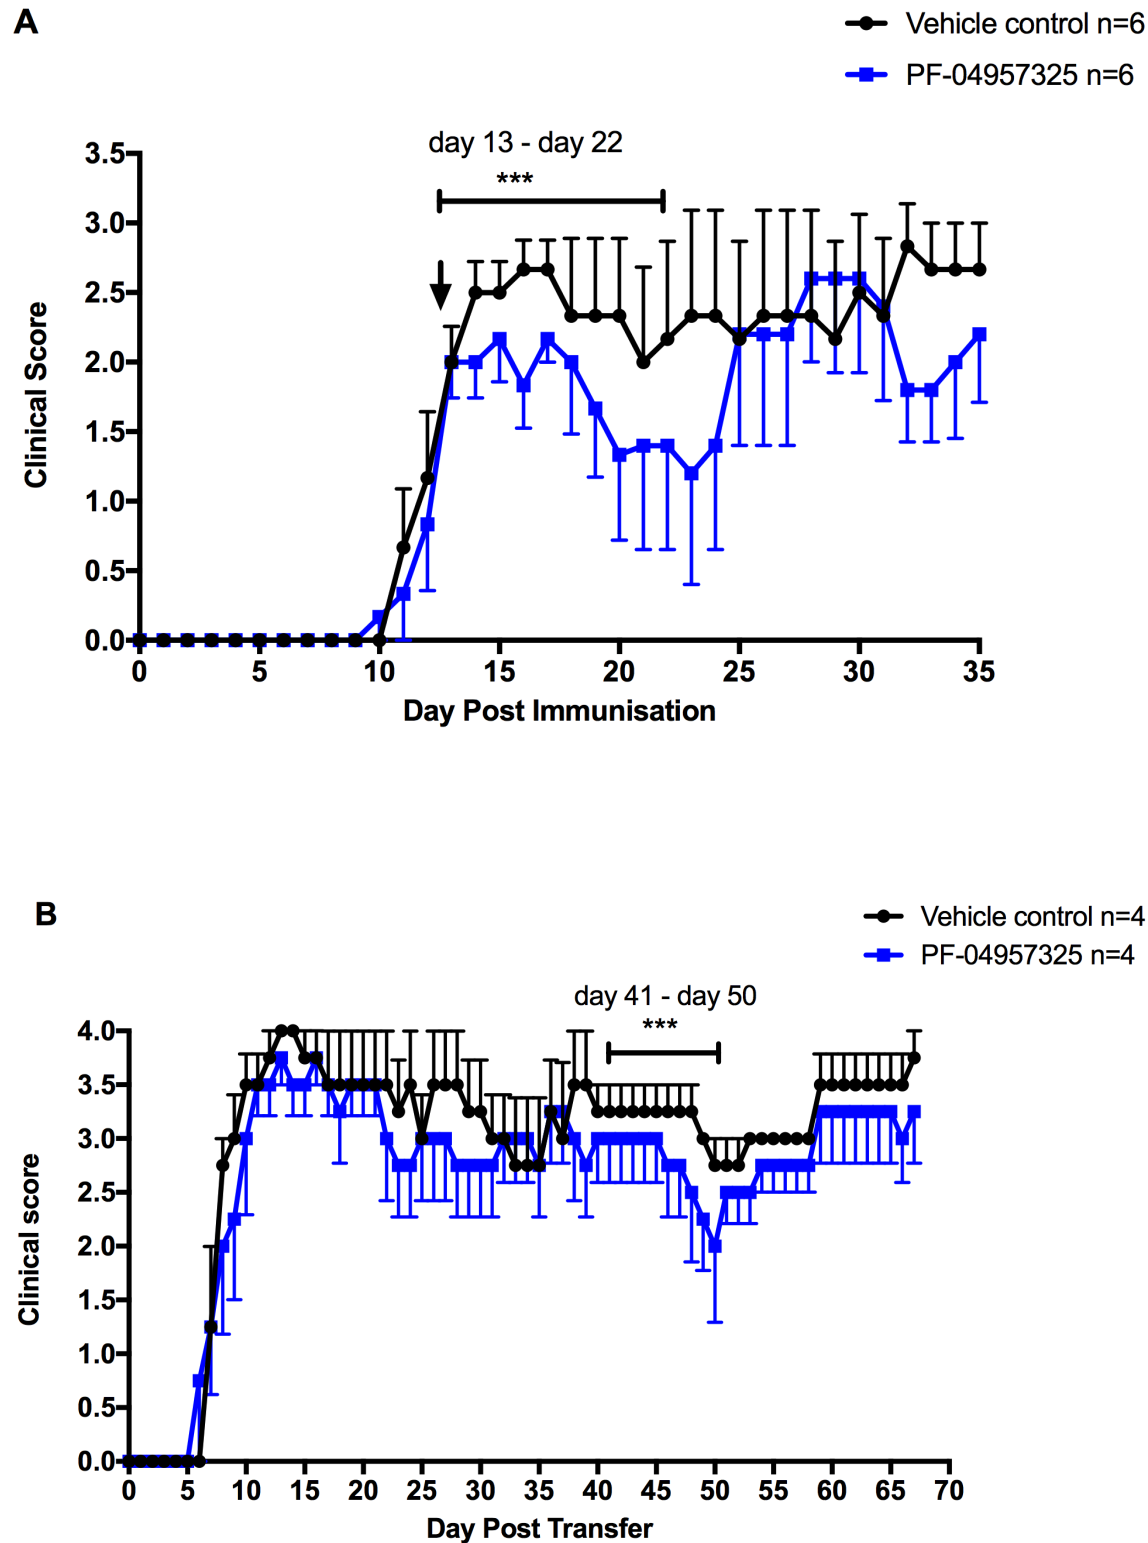 A
Vehicle control n=6
PF-04957325 n=6
day 13 - day 22
***
3.5
3.0
2.5
2.0
1.5
1.0
0.5
0.0
Clinical Score
0 5 10 15 20 25 30 35
Day Post Immunisation
B
Vehicle control n=4
PF-04957325 n=4
day 41 - day 50
***
4.0
3.5
3.0
2.5
2.0
1.5
1.0
0.5
0.0
Clinical score
0 5 10 15 20 25 30 35 40 45 50 55 60 65 70
Day Post Transfer